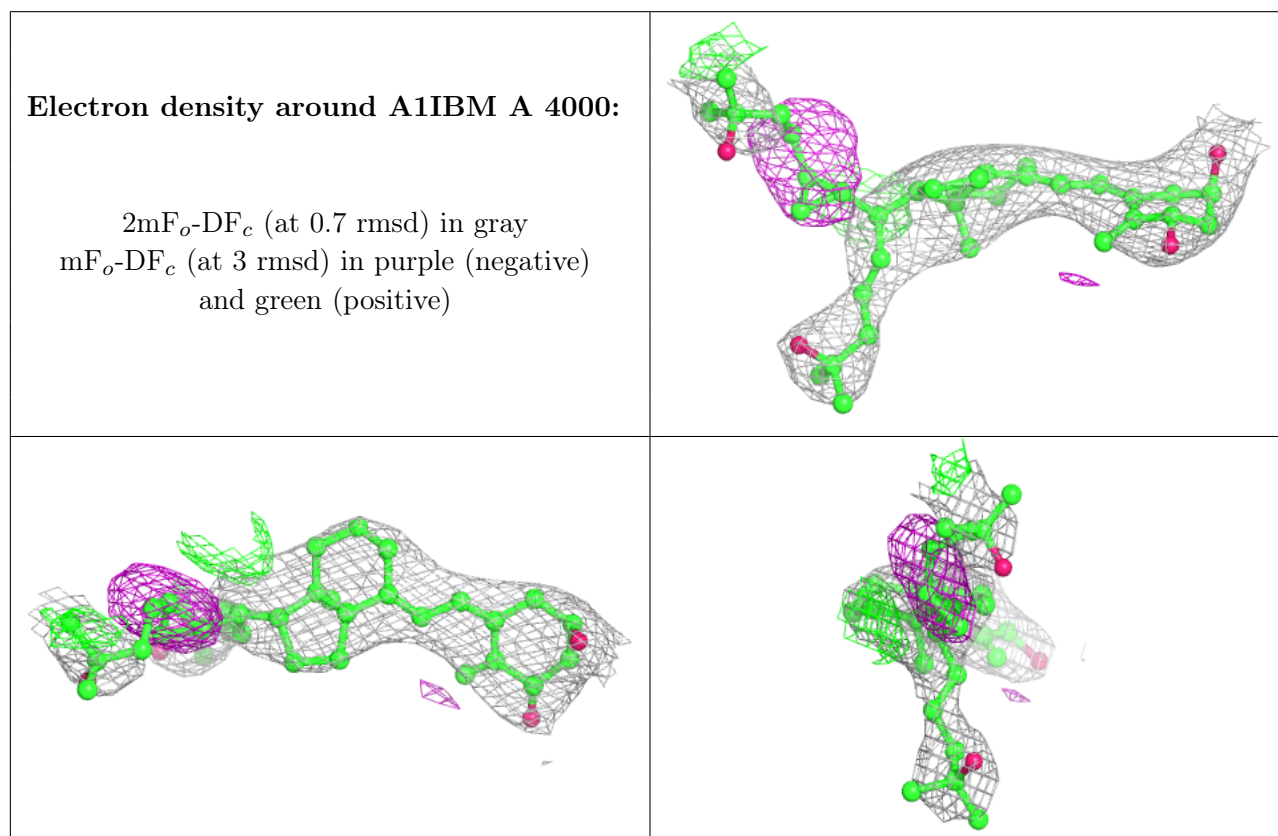 Electron density around A1IBM A 4000:
2mFₒ-DF𝒸 (at 0.7 rmsd) in gray
mFₒ-DF𝒸 (at 3 rmsd) in purple (negative)
and green (positive)